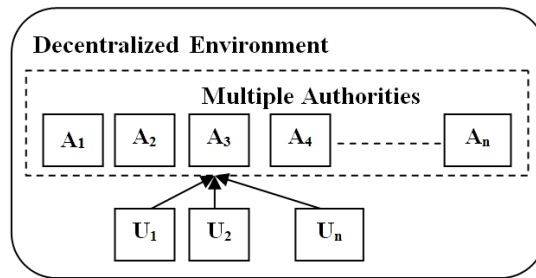 Decentralized Environment
Multiple Authorities
A₁ A₂ A₃ A₄ Aₙ
U₁ U₂ Uₙ